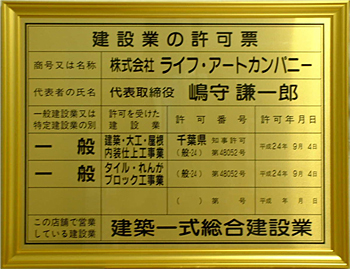 建設業の許可票
商号又は名称 株式会社 ライフ・アートカンパニー
代表者の氏名 代表取締役 嶋守謙一郎
一般建設業又は特定建設業の別 許可を受けた建設業 許可番号 許可年月日
一般 建築・大工・屋根 内装仕上工事業 千葉県 知事許可 (般-24) 第48052号 平成24年 9月 4日
一般 タイル・れんが ブロック工事業 (般-24) 第48052号 平成24年 9月 4日
( ) 第 号 平成 年 月 日
この店舗で営業している建設業 建築一式総合建設業